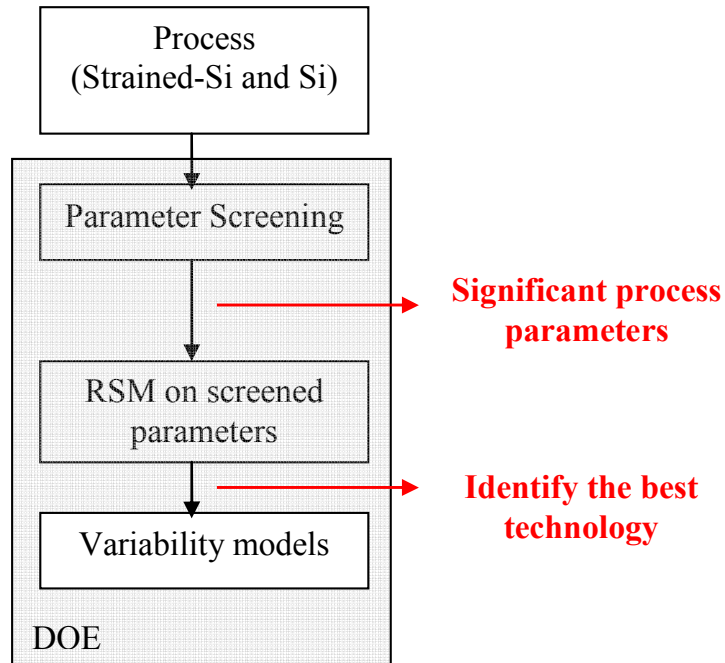 Process
(Strained-Si and Si)
Parameter Screening
Significant process
parameters
RSM on screened
parameters
Identify the best
technology
Variability models
DOE